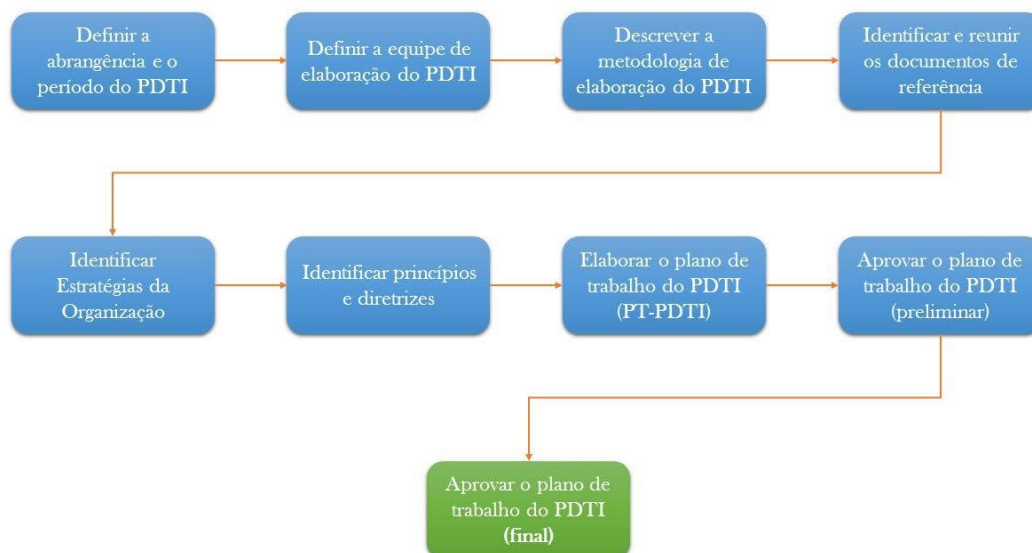 Definir a
abrangência e o
período do PDTI
Definir a equipe de
elaboração do PDTI
Descrever a
metodologia de
elaboração do PDTI
Identificar e reunir
os documentos de
referência
Identificar
Estratégias da
Organização
Identificar princípios
e diretrizes
Elaborar o plano de
trabalho do PDTI
(PT-PDTI)
Aprovar o plano de
trabalho do PDTI
(preliminar)
Aprovar o plano de
trabalho do PDTI
(final)